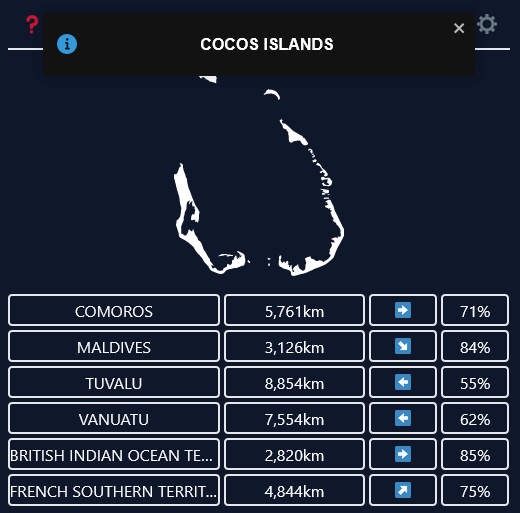 ?
COCOS ISLANDS
×
COMOROS 5,761km ➡ 71%
MALDIVES 3,126km ↘ 84%
TUVALU 8,854km ⬅ 55%
VANUATU 7,554km ⬅ 62%
BRITISH INDIAN OCEAN TE... 2,820km ➡ 85%
FRENCH SOUTHERN TERRIT... 4,844km ↗ 75%